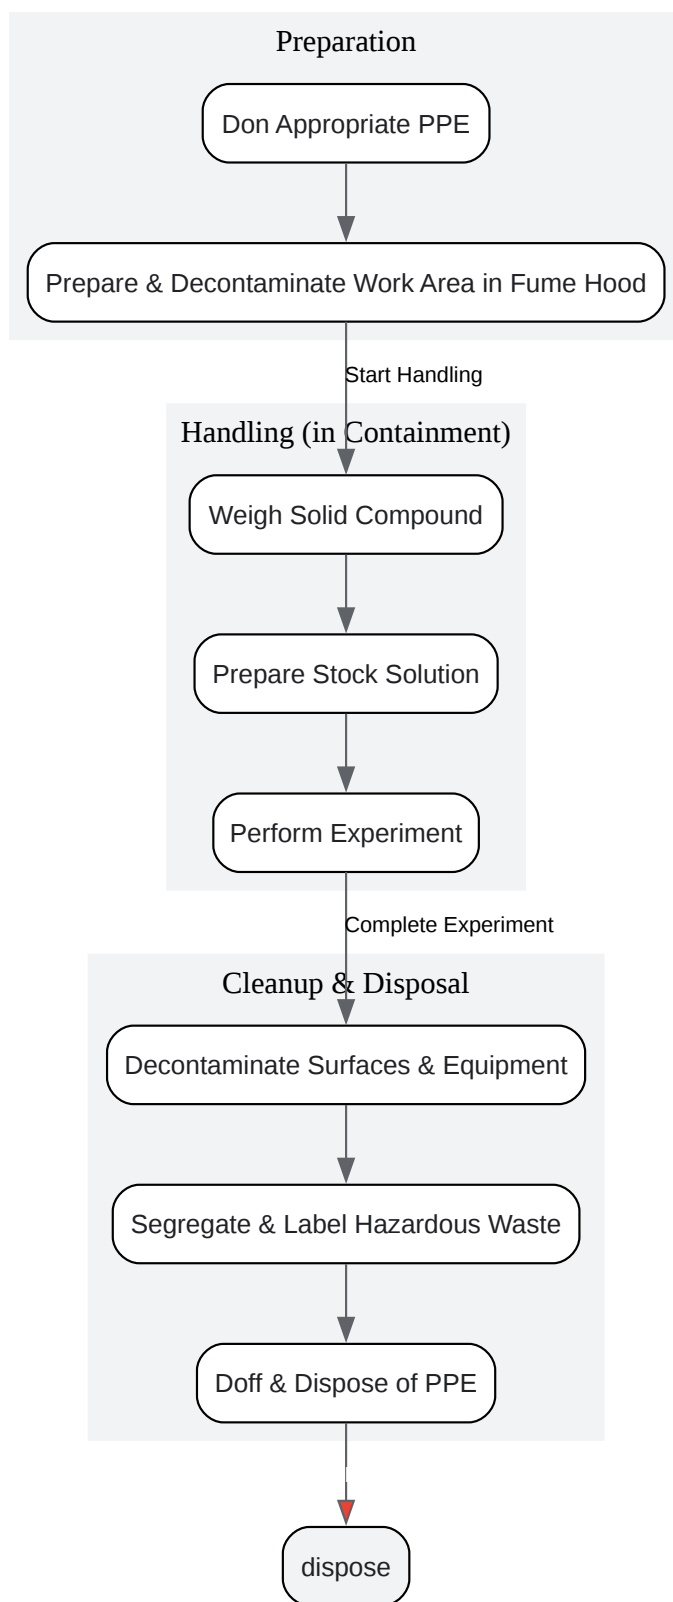 Preparation
Don Appropriate PPE
Prepare & Decontaminate Work Area in Fume Hood
Start Handling
Handling (in Containment)
Weigh Solid Compound
Prepare Stock Solution
Perform Experiment
Complete Experiment
Cleanup & Disposal
Decontaminate Surfaces & Equipment
Segregate & Label Hazardous Waste
Doff & Dispose of PPE
dispose